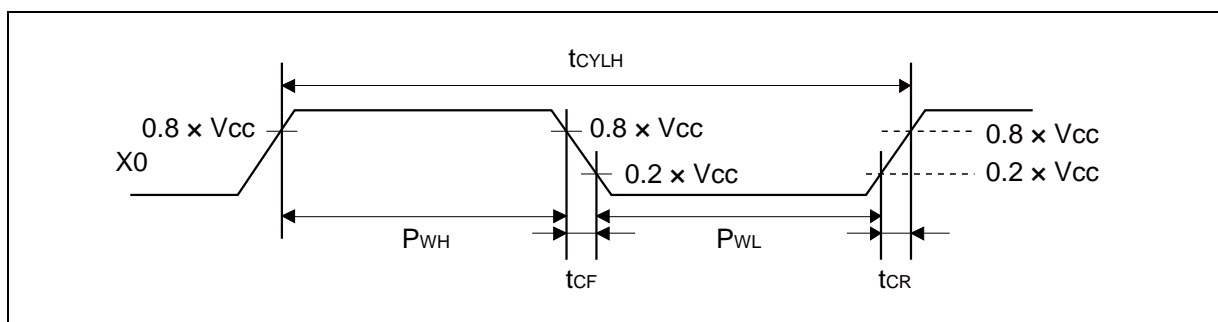 tCYLH
0.8 × Vcc
0.8 × Vcc
0.8 × Vcc
X0
0.2 × Vcc
0.2 × Vcc
PWH
PWL
tCF
tCR